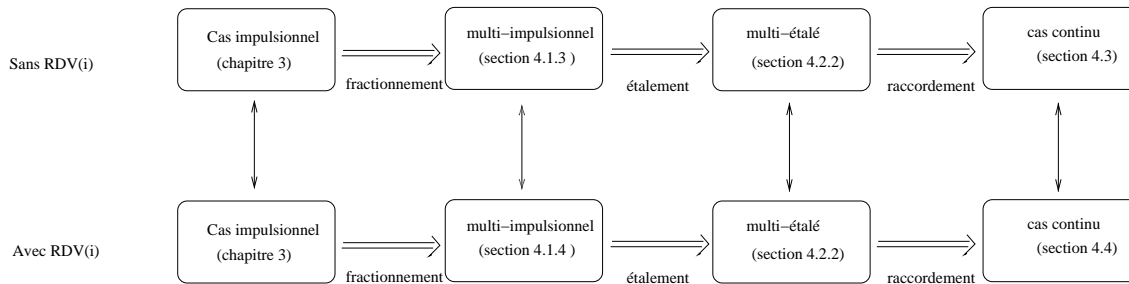 Sans RDV(i)
Cas impulsionnel
(chapitre 3)
fractionnement
multi−impulsionnel
(section 4.1.3 )
étalement
multi−étalé
(section 4.2.2)
raccordement
cas continu
(section 4.3)
Avec RDV(i)
Cas impulsionnel
(chapitre 3)
fractionnement
multi−impulsionnel
(section 4.1.4 )
étalement
multi−étalé
(section 4.2.2)
raccordement
cas continu
(section 4.4)